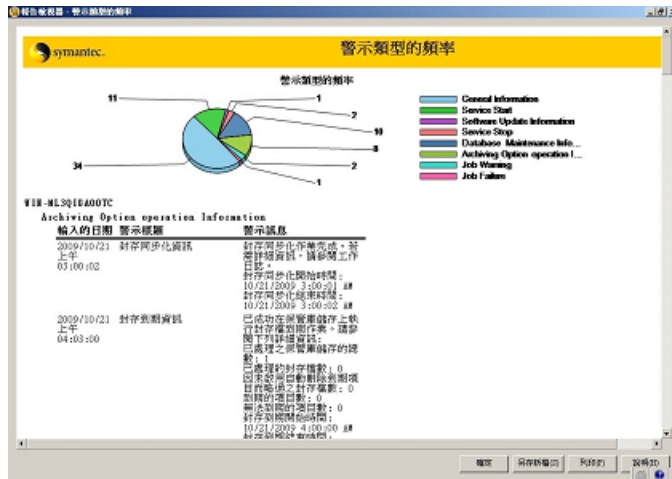 報告檢視器 - 警示類型的頻率
symantec.
警示類型的頻率
警示類型的頻率
11
1
2
10
8
2
1
34
General Information
Service Start
Software Update Information
Service Stop
Database Maintenance Info...
Archiving Option operation I...
Job Warning
Job Failure
WIN-NL3QI0AOOTC
Archiving Option operation Information
輸入的日期 警示標題 警示訊息
2009/10/21 封存同步化資訊 封存同步化作業完成。若
上午 需詳細資訊，請參閱工作
03:00:02 日誌。
封存同步化開始時間：
10/21/2009 3:00:01 AM
封存同步化結束時間：
10/21/2009 3:00:02 AM
2009/10/21 封存到期資訊 已成功在保管庫儲存上執
上午 行封存檔到期作業。請參
04:03:00 閱下列詳細資訊：
已處理之保管庫儲存的總
數：1
已處理的封存檔數：0
因未啟用自動刪除到期項
目而略過之封存檔數：0
到期的項目數：0
無法到期的項目數：0
封存到期開始時間：
10/21/2009 4:00:00 AM
封存到期結束時間：
確定
另存新檔(S)
列印(P)
說明(H)